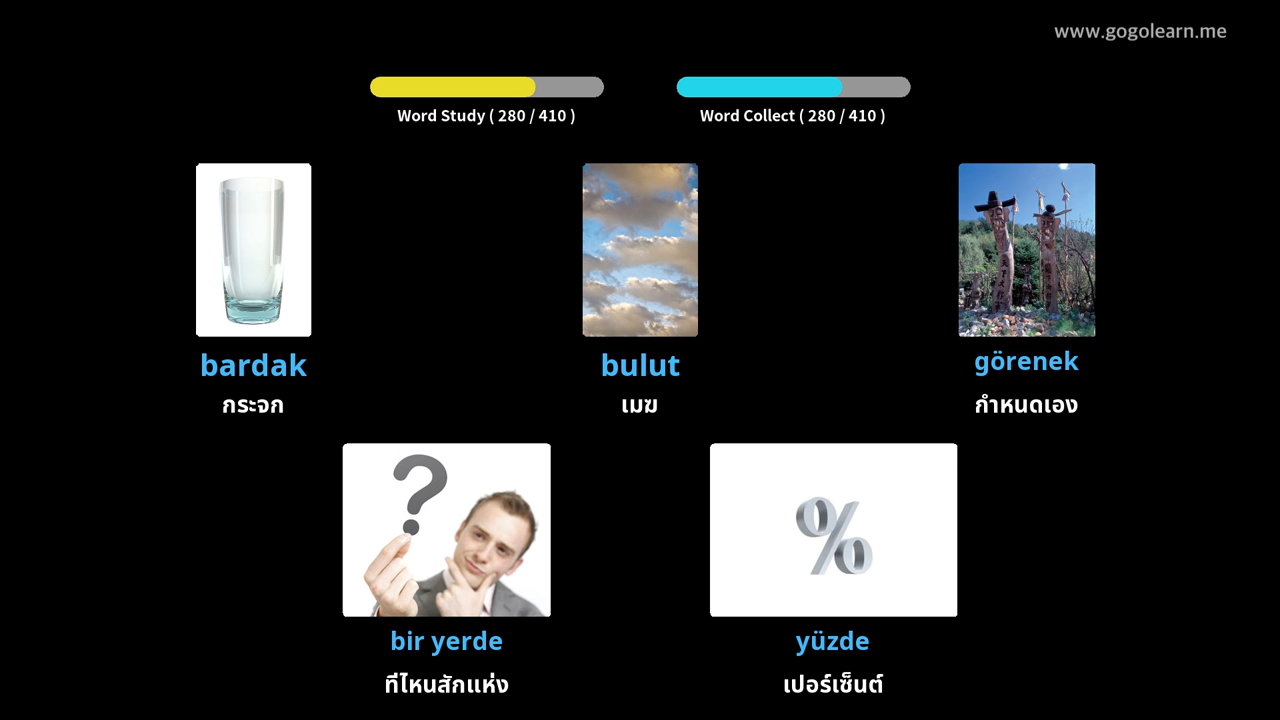 www.gogolearn.me
Word Study ( 280 / 410 )
Word Collect ( 280 / 410 )
bardak
bulut
görenek
กระจก
เมฆ
กำหนดเอง
%
bir yerde
yüzde
ที่ไหนสักแห่ง
เปอร์เซ็นต์